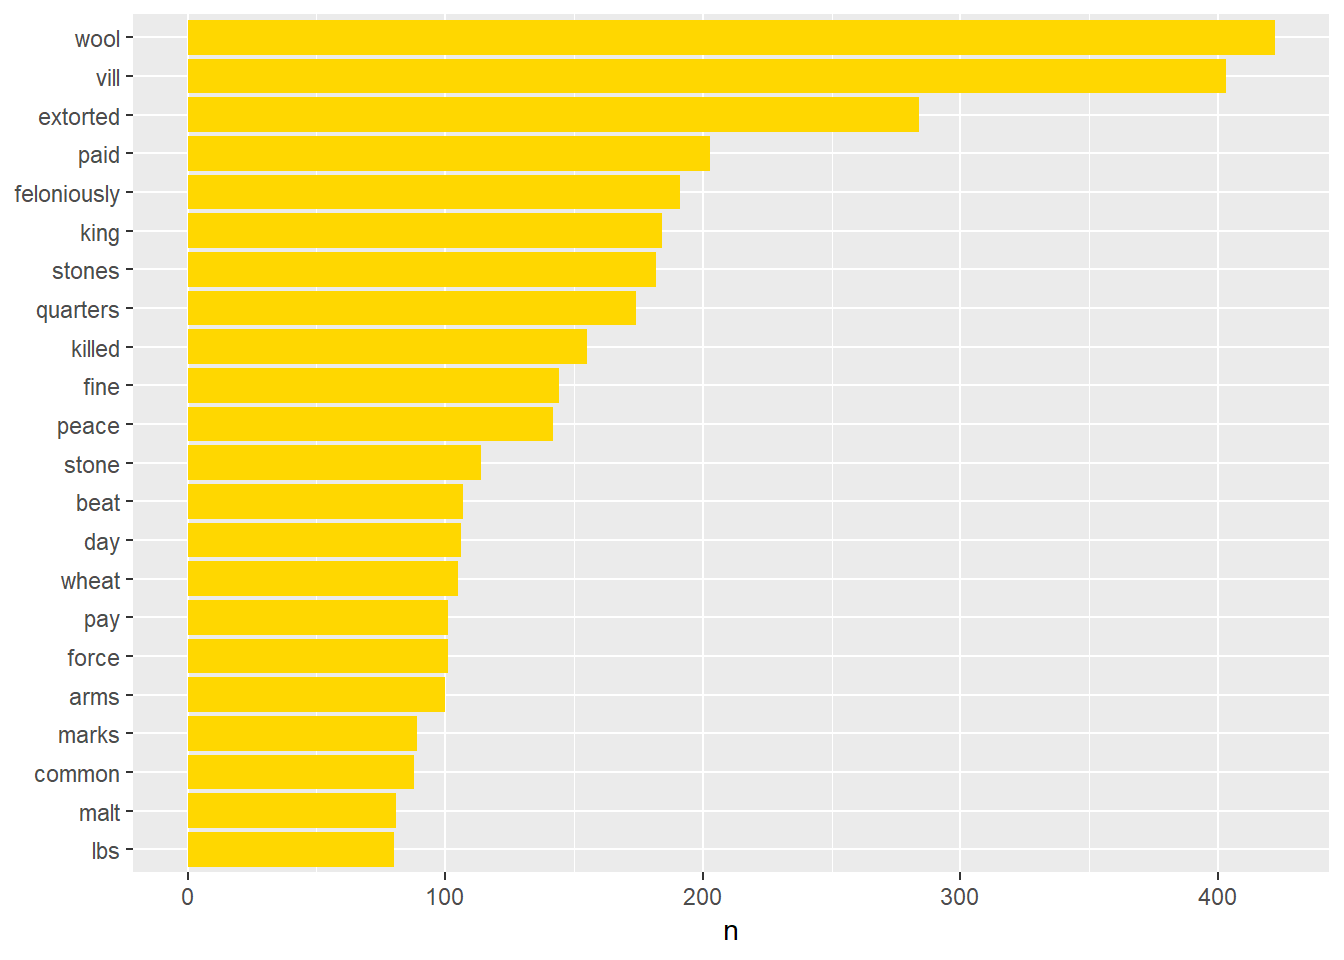 wool
vill
extorted
paid
feloniously
king
stones
quarters
killed
fine
peace
stone
beat
day
wheat
pay
force
arms
marks
common
malt
lbs
0 100 200 300 400
n